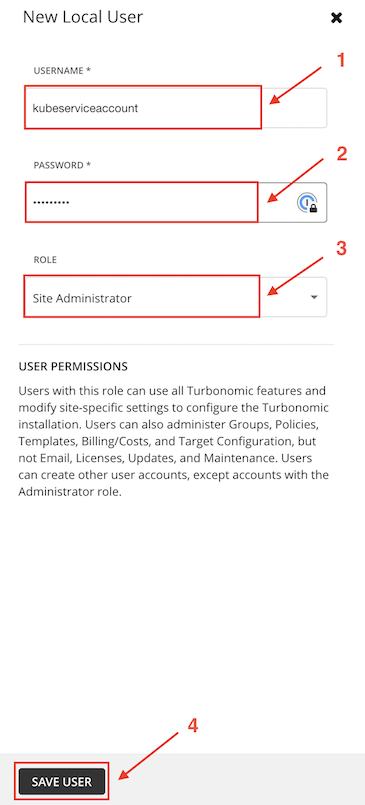 New Local User
1
USERNAME *
kubeserviceaccount
2
PASSWORD *
•••••••••
3
ROLE
Site Administrator
USER PERMISSIONS
Users with this role can use all Turbonomic features and
modify site-specific settings to configure the Turbonomic
installation. Users can also administer Groups, Policies,
Templates, Billing/Costs, and Target Configuration, but
not Email, Licenses, Updates, and Maintenance. Users
can create other user accounts, except accounts with the
Administrator role.
4
SAVE USER